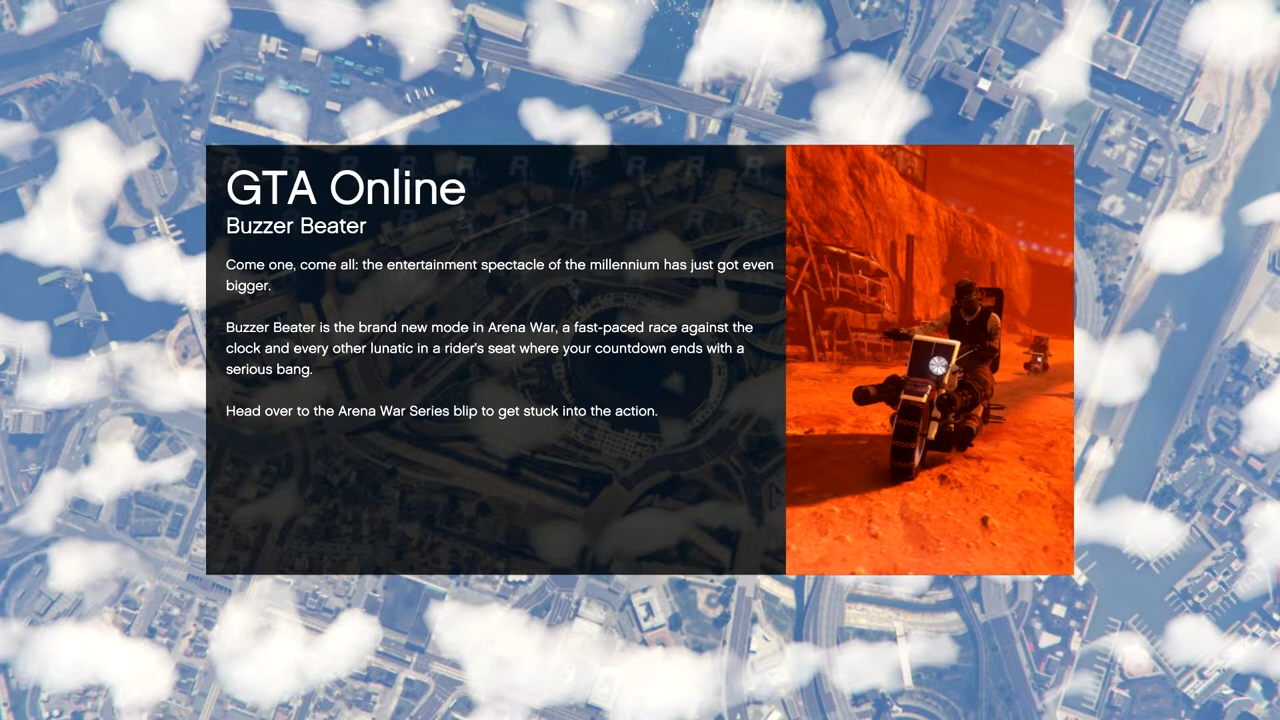 GTA Online
Buzzer Beater
Come one, come all: the entertainment spectacle of the millennium has just got even
bigger.
Buzzer Beater is the brand new mode in Arena War, a fast-paced race against the
clock and every other lunatic in a rider's seat where your countdown ends with a
serious bang.
Head over to the Arena War Series blip to get stuck into the action.